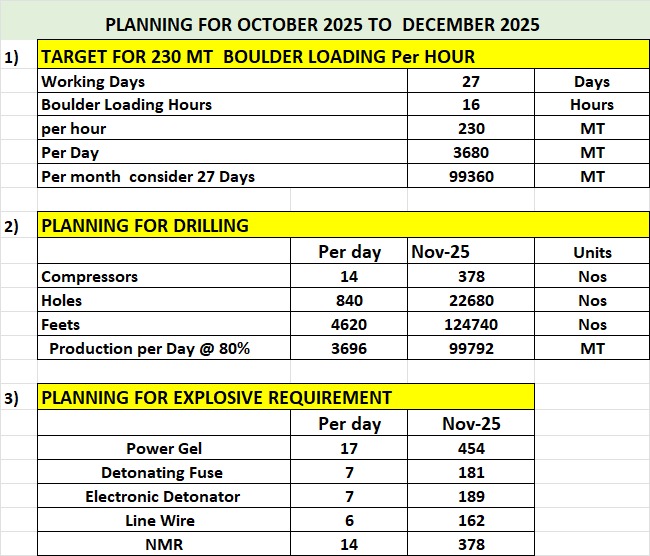 PLANNING FOR OCTOBER 2025 TO DECEMBER 2025
1) TARGET FOR 230 MT BOULDER LOADING Per HOUR
Working Days 27 Days
Boulder Loading Hours 16 Hours
per hour 230 MT
Per Day 3680 MT
Per month consider 27 Days 99360 MT
2) PLANNING FOR DRILLING
Per day Nov-25 Units
Compressors 14 378 Nos
Holes 840 22680 Nos
Feets 4620 124740 Nos
Production per Day @ 80% 3696 99792 MT
3) PLANNING FOR EXPLOSIVE REQUIREMENT
Per day Nov-25
Power Gel 17 454
Detonating Fuse 7 181
Electronic Detonator 7 189
Line Wire 6 162
NMR 14 378